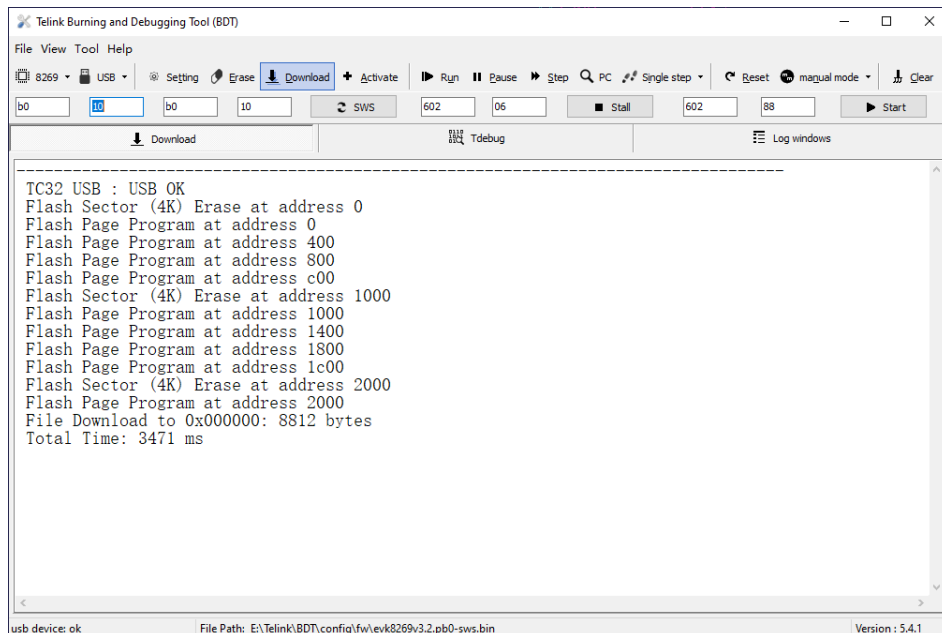 Telink Burning and Debugging Tool (BDT)
File View Tool Help
8269 USB Setting Erase Download Activate Run Pause Step PC Single step Reset manual mode Clear
b0 10 b0 10 SWS 602 06 Stall 602 88 Start
Download Tdebug Log windows
---------------------------------------------------------------------------------------
TC32 USB : USB OK
Flash Sector (4K) Erase at address 0
Flash Page Program at address 0
Flash Page Program at address 400
Flash Page Program at address 800
Flash Page Program at address c00
Flash Sector (4K) Erase at address 1000
Flash Page Program at address 1000
Flash Page Program at address 1400
Flash Page Program at address 1800
Flash Page Program at address 1c00
Flash Sector (4K) Erase at address 2000
Flash Page Program at address 2000
File Download to 0x000000: 8812 bytes
Total Time: 3471 ms
usb device: ok File Path: E:\Telink\BDT\config\fw\evk8269v3.2.pb0-sws.bin Version : 5.4.1